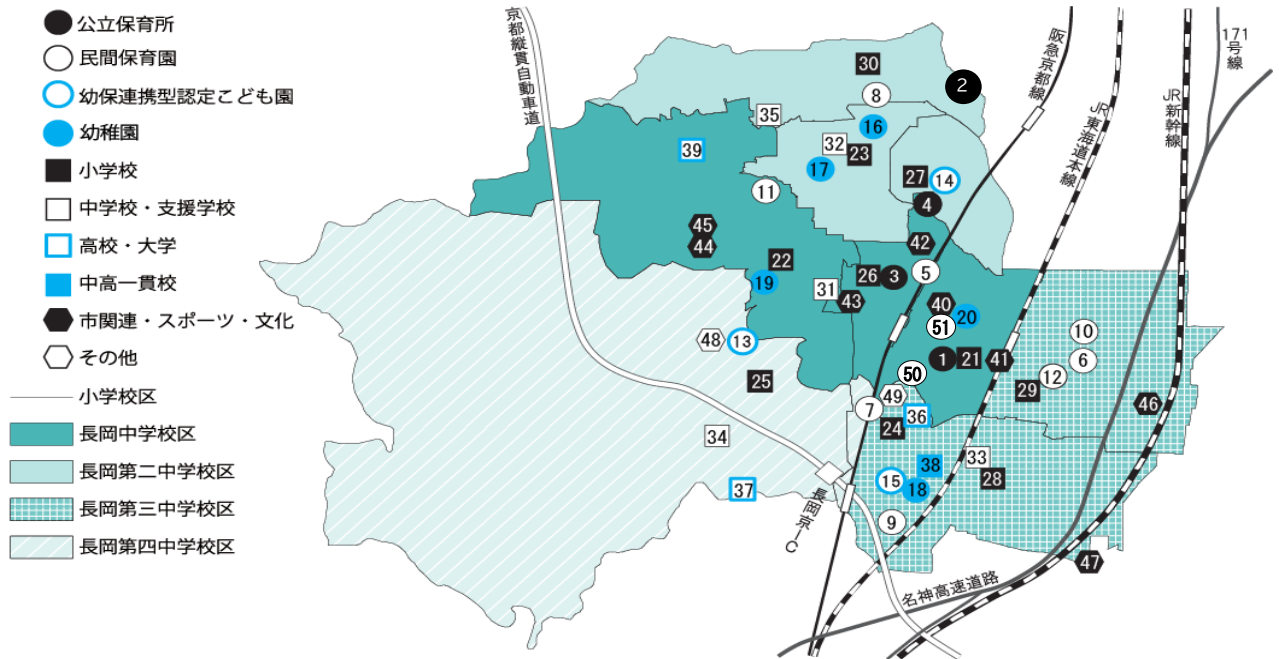 公立保育所
民間保育園
幼保連携型認定こども園
幼稚園
小学校
中学校・支援学校
高校・大学
中高一貫校
市関連・スポーツ・文化
その他
小学校区
長岡中学校区
長岡第二中学校区
長岡第三中学校区
長岡第四中学校区
京都縦貫自動車道
阪急京都線
JR東海道本線
JR新幹線
171号線
30
2
8
35
16
32
23
39
17
27
14
11
4
45
44
42
22
26
3
5
19
31
43
40
20
51
10
48
13
1
21
41
6
50
12
25
29
49
46
7
36
24
34
33
38
28
15
18
37
9
長岡京IC
47
名神高速道路